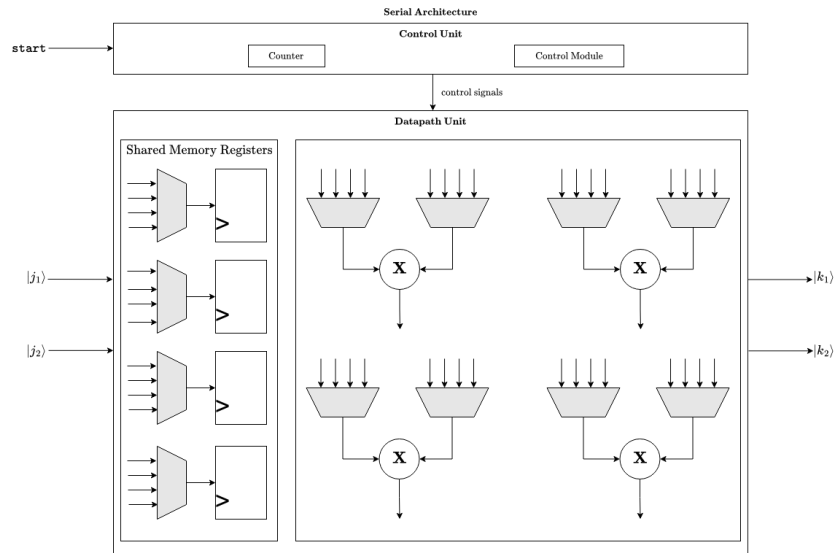 Serial Architecture
Control Unit
start
Counter
Control Module
control signals
Datapath Unit
Shared Memory Registers
>
X
X
|j₁⟩
>
|k₁⟩
|j₂⟩
|k₂⟩
>
X
X
>